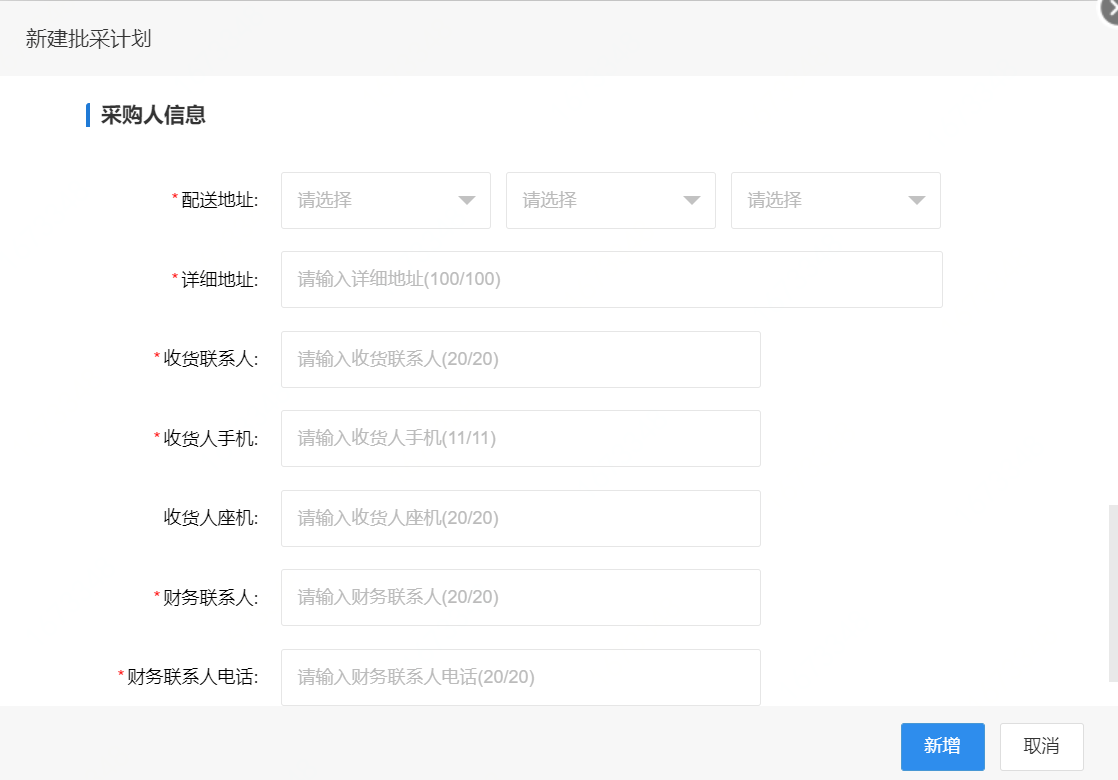 新建批采计划
采购人信息
*配送地址: 请选择 请选择 请选择
*详细地址: 请输入详细地址(100/100)
*收货联系人: 请输入收货联系人(20/20)
*收货人手机: 请输入收货人手机(11/11)
收货人座机: 请输入收货人座机(20/20)
*财务联系人: 请输入财务联系人(20/20)
*财务联系人电话: 请输入财务联系人电话(20/20)
新增 取消